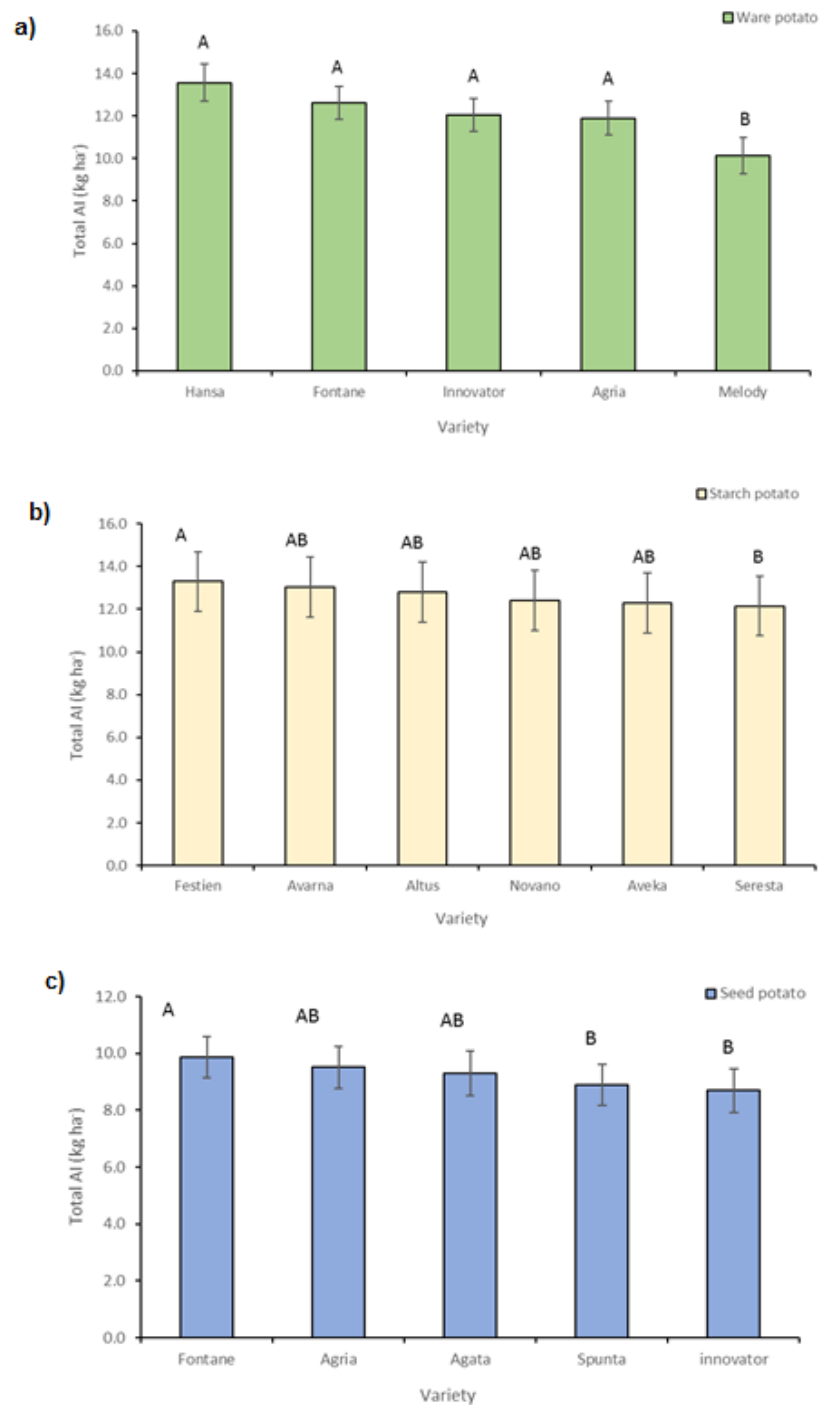 a)
Ware potato
16.0
14.0
12.0
10.0
8.0
6.0
4.0
2.0
0.0
Total AI (kg ha⁻)
A
A
A
A
B
Hansa Fontane Innovator Agria Melody
Variety
b)
Starch potato
16.0
14.0
12.0
10.0
8.0
6.0
4.0
2.0
0.0
Total AI (kg ha⁻)
A AB AB AB AB B
Festien Avarna Altus Novano Aveka Seresta
Variety
c)
Seed potato
12.0
10.0
8.0
6.0
4.0
2.0
0.0
Total AI (kg ha⁻)
A AB AB B B
Fontane Agria Agata Spunta innovator
Variety